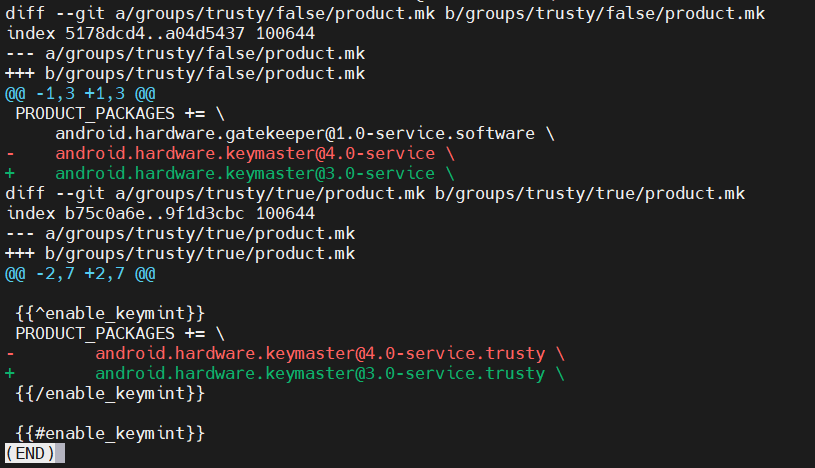 diff --git a/groups/trusty/false/product.mk b/groups/trusty/false/product.mk
index 5178dcd4..a04d5437 100644
--- a/groups/trusty/false/product.mk
+++ b/groups/trusty/false/product.mk
@@ -1,3 +1,3 @@
 PRODUCT_PACKAGES += \
     android.hardware.gatekeeper@1.0-service.software \
-    android.hardware.keymaster@4.0-service \
+    android.hardware.keymaster@3.0-service \
diff --git a/groups/trusty/true/product.mk b/groups/trusty/true/product.mk
index b75c0a6e..9f1d3cbc 100644
--- a/groups/trusty/true/product.mk
+++ b/groups/trusty/true/product.mk
@@ -2,7 +2,7 @@
 {{^enable_keymint}}
 PRODUCT_PACKAGES += \
-        android.hardware.keymaster@4.0-service.trusty \
+        android.hardware.keymaster@3.0-service.trusty \
 {{/enable_keymint}}
 {{#enable_keymint}}
(END)